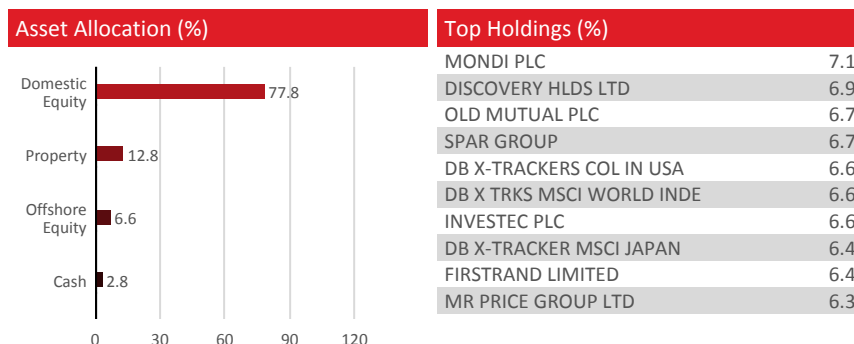 Asset Allocation (%)
Domestic
Equity
77.8
Property
12.8
Offshore
Equity
6.6
Cash
2.8
0 30 60 90 120
Top Holdings (%)
MONDI PLC 7.1
DISCOVERY HLDS LTD 6.9
OLD MUTUAL PLC 6.7
SPAR GROUP 6.7
DB X-TRACKERS COL IN USA 6.6
DB X TRKS MSCI WORLD INDE 6.6
INVESTEC PLC 6.6
DB X-TRACKER MSCI JAPAN 6.4
FIRSTRAND LIMITED 6.4
MR PRICE GROUP LTD 6.3